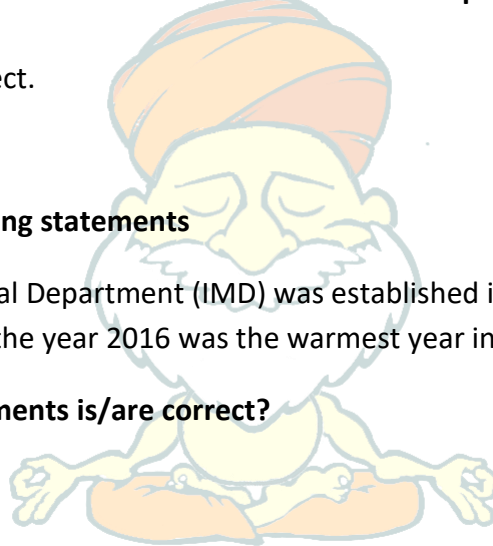 ect.
ng statements
al Department (IMD) was established i
the year 2016 was the warmest year in
ments is/are correct?